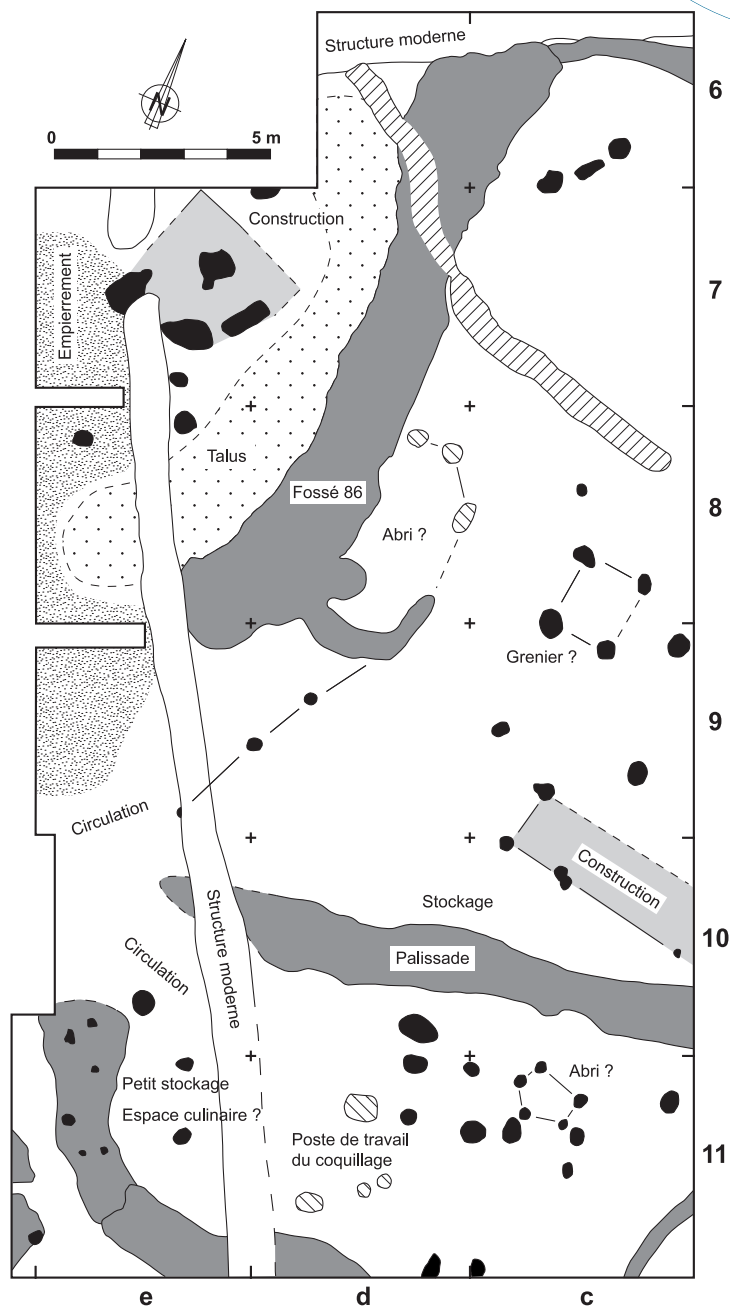 Structure moderne
6
N
0 5 m
Construction
Empierrement
7
Talus
Fossé 86
8
Abri ?
Grenier ?
9
Circulation
Construction
Stockage
Structure moderne
Palissade
10
Circulation
Abri ?
Petit stockage
Espace culinaire ?
Poste de travail
du coquillage
11
e d c